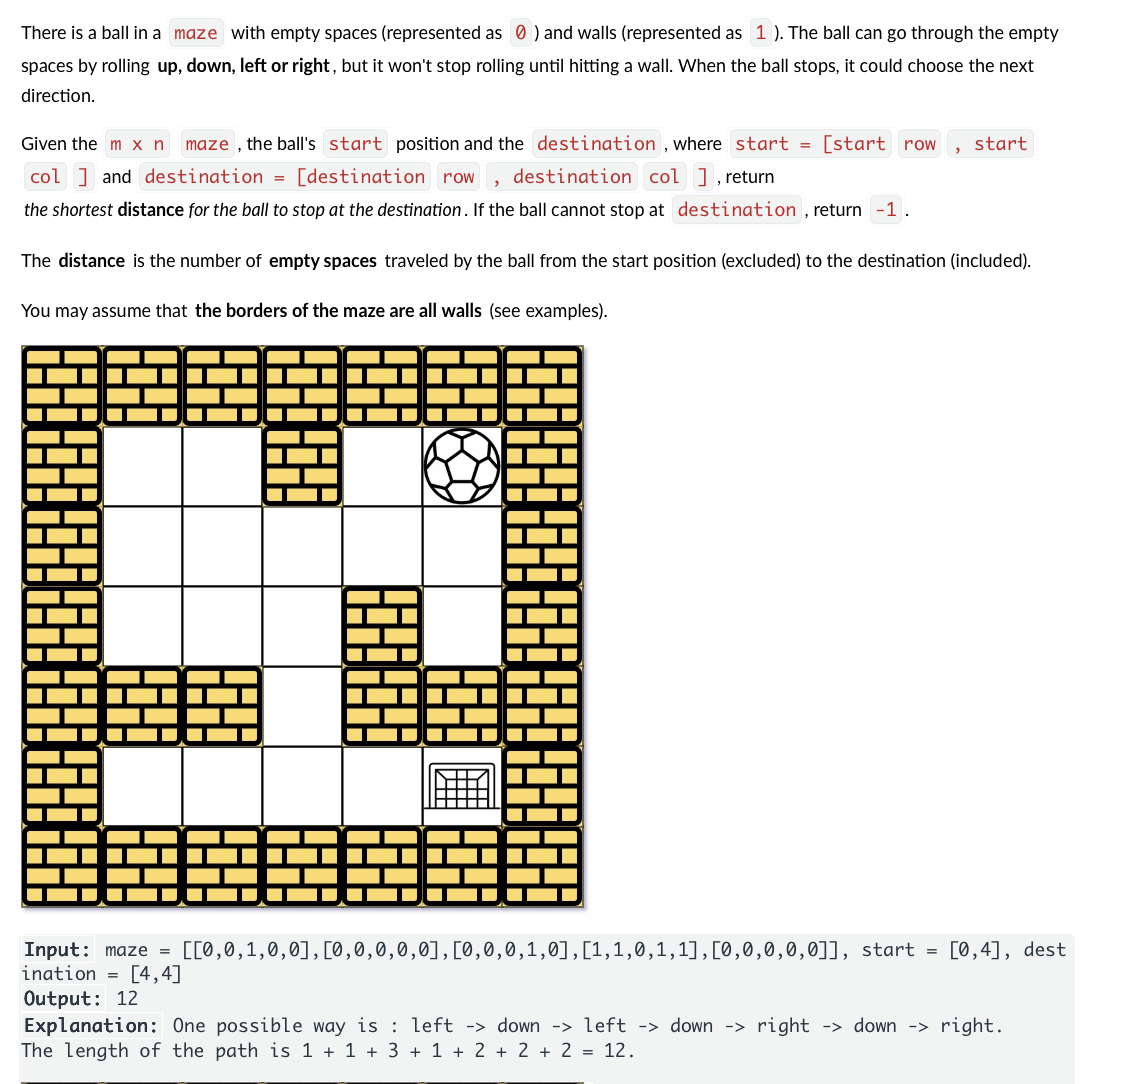 There is a ball in a maze with empty spaces (represented as 0 ) and walls (represented as 1 ). The ball can go through the empty
spaces by rolling up, down, left or right, but it won't stop rolling until hitting a wall. When the ball stops, it could choose the next
direction.
Given the m x n maze , the ball's start position and the destination , where start = [start row , start
col ] and destination = [destination row , destination col ] , return
the shortest distance for the ball to stop at the destination. If the ball cannot stop at destination , return -1 .
The distance is the number of empty spaces traveled by the ball from the start position (excluded) to the destination (included).
You may assume that the borders of the maze are all walls (see examples).
Input: maze = [[0,0,1,0,0],[0,0,0,0,0],[0,0,0,1,0],[1,1,0,1,1],[0,0,0,0,0]], start = [0,4], dest
ination = [4,4]
Output: 12
Explanation: One possible way is : left -> down -> left -> down -> right -> down -> right.
The length of the path is 1 + 1 + 3 + 1 + 2 + 2 + 2 = 12.